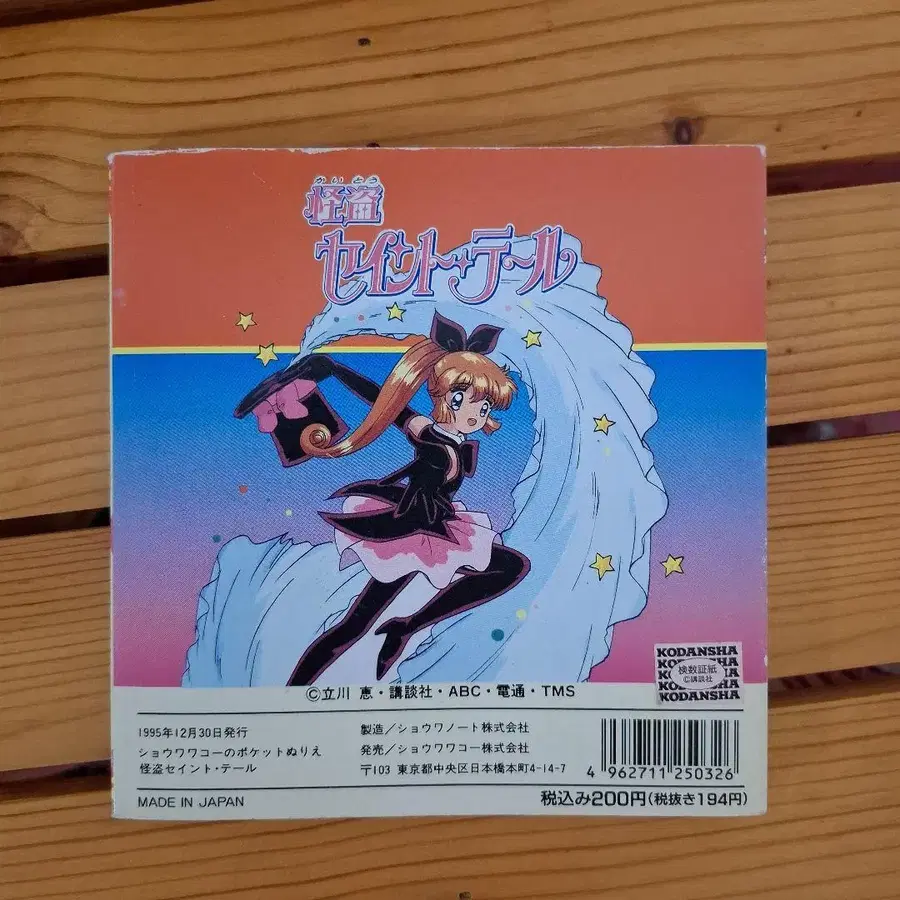 かいとう
怪盗
セイント・テール
KODANSHA
KODANSHA
KODANSHA
KODANSHA
KODANSHA
検数証紙
©講談社
©立川 恵・講談社・ABC・電通・TMS
1995年12月30日発行
ショウワワコーのポケットぬりえ
怪盗セイント・テール
製造/ショウワノート株式会社
発売/ショウワワコー株式会社
〒103 東京都中央区日本橋本町4-14-7
4 962711 250326
MADE IN JAPAN
税込み200円(税抜き194円)